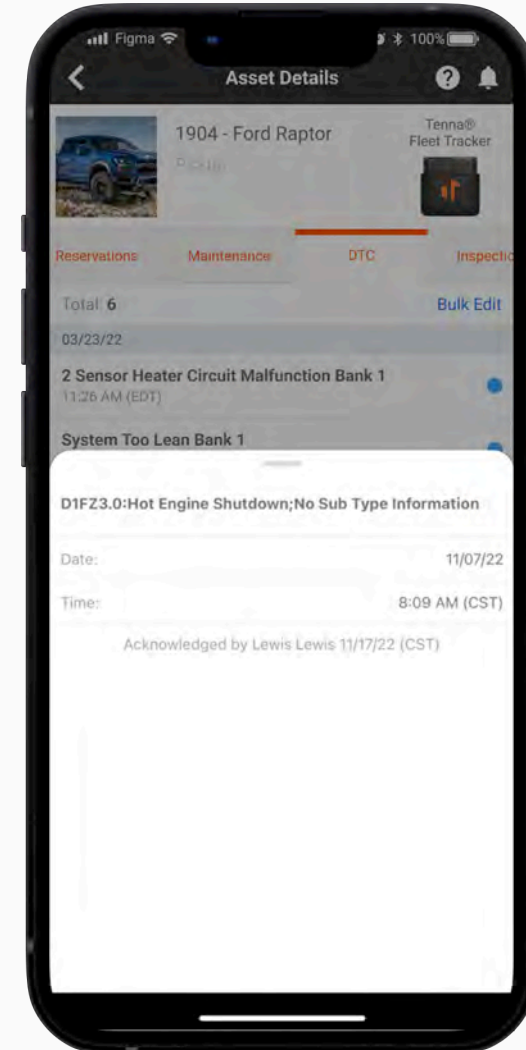 Figma 100%
Asset Details ?
1904 - Ford Raptor
Pickup
Tenna®
Fleet Tracker
Reservations Maintenance DTC Inspectio
Total: 6 Bulk Edit
03/23/22
2 Sensor Heater Circuit Malfunction Bank 1
11:26 AM (EDT)
System Too Lean Bank 1
D1FZ3.0:Hot Engine Shutdown;No Sub Type Information
Date: 11/07/22
Time: 8:09 AM (CST)
Acknowledged by Lewis Lewis 11/17/22 (CST)